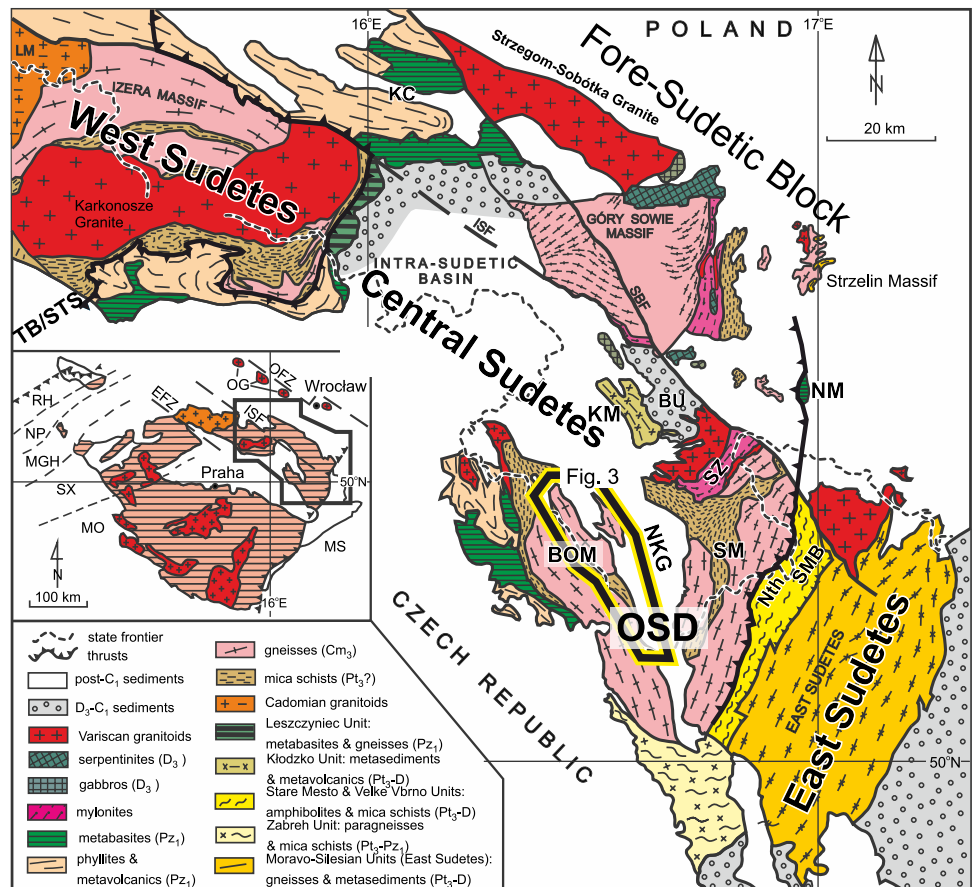 16°E
POLAND
17°E
LM
IZERA MASSIF
KC
Strzegom-Sobótka Granite
Fore-Sudetic Block
N
20 km
West Sudetes
Karkonosze
Granite
ISF
GÓRY SOWIE
MASSIF
INTRA-SUDETIC
BASIN
SBF
Strzelin Massif
TB/STS
Central Sudetes
KM
BU
NM
SZ
Fig. 3
BOM
NKG
SM
OSD
Nth. SMB
EAST SUDETES
East Sudetes
CZECH REPUBLIC
50°N
RH
NP
MGH
SX
MO
EFZ
ISF
OG
OFZ
Wrocław
Praha
50°N
MS
N
100 km
16°E
state frontier
thrusts
post-C₁ sediments
D₃-C₁ sediments
Variscan granitoids
serpentinites (D₃ )
gabbros (D₃ )
mylonites
metabasites (Pz₁)
phyllites &
metavolcanics (Pz₁)
gneisses (Cm₃)
mica schists (Pt₃?)
Cadomian granitoids
Leszczyniec Unit:
metabasites & gneisses (Pz₁)
Kłodzko Unit: metasediments
& metavolcanics (Pt₃-D)
Stare Mesto & Velke Vbrno Units:
amphibolites & mica schists (Pt₃-D)
Zabreh Unit: paragneisses
& mica schists (Pt₃-Pz₁)
Moravo-Silesian Units (East Sudetes):
gneisses & metasediments (Pt₃-D)